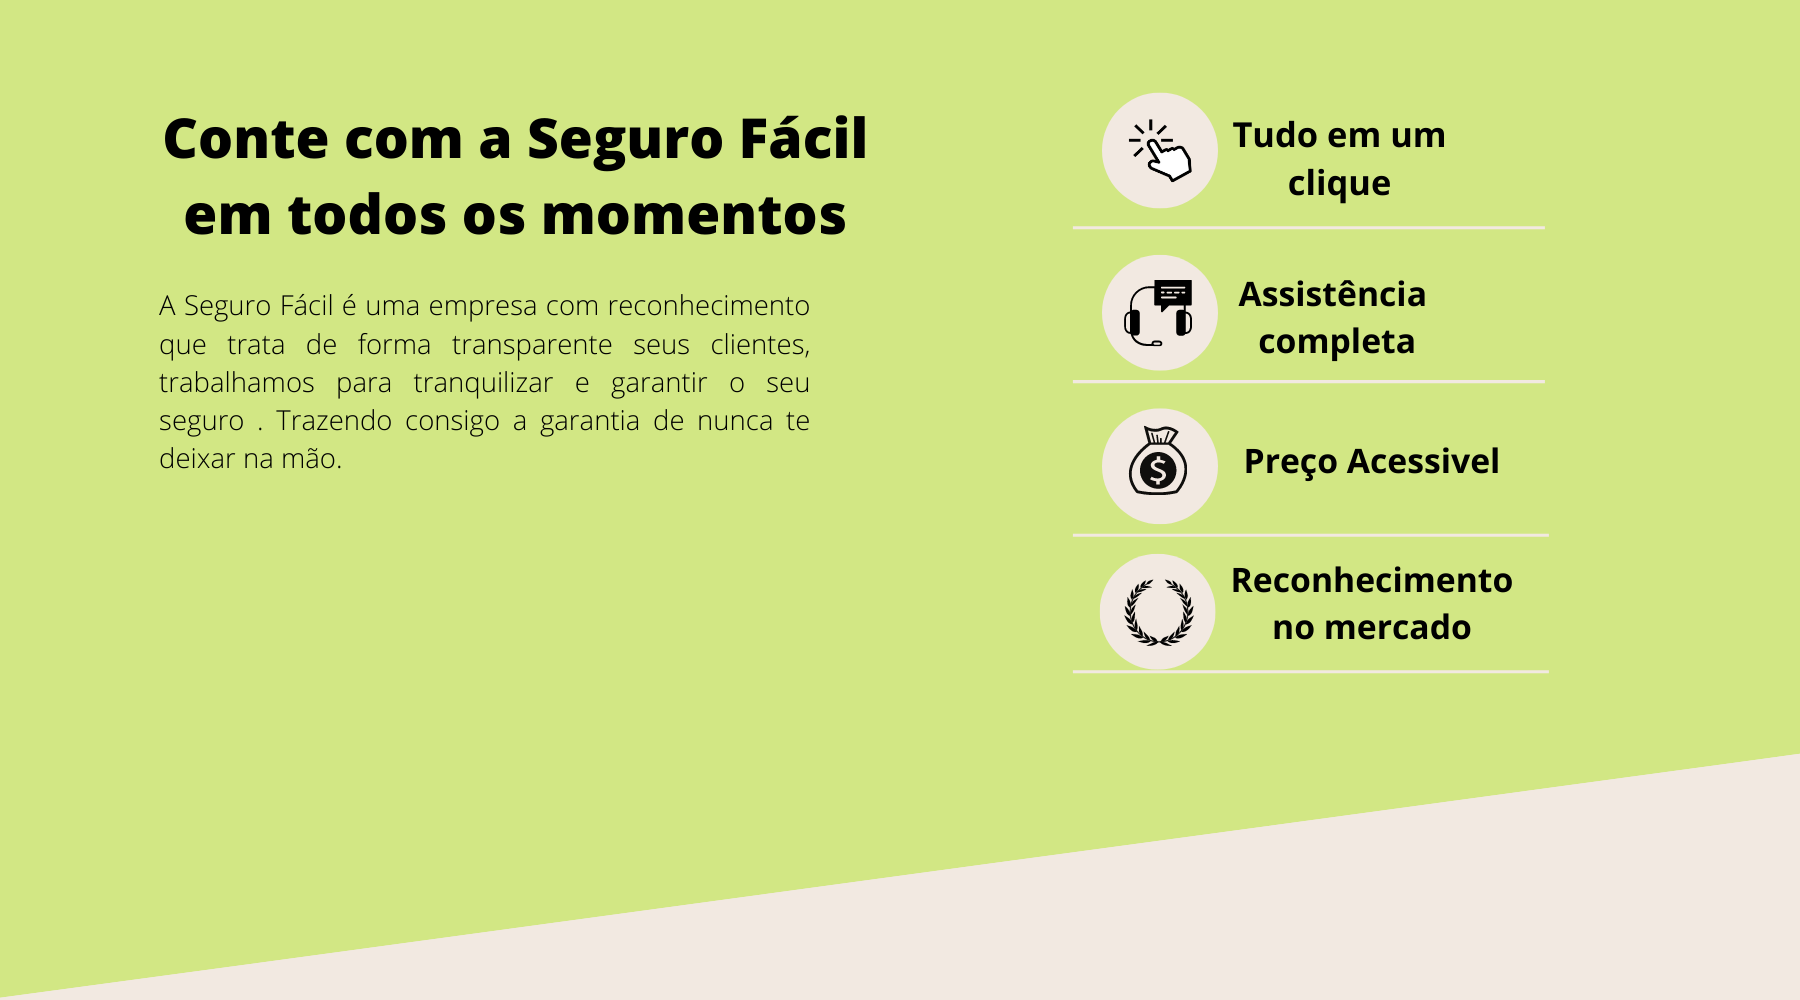 Conte com a Seguro Fácil
em todos os momentos
A Seguro Fácil é uma empresa com reconhecimento
que trata de forma transparente seus clientes,
trabalhamos para tranquilizar e garantir o seu
seguro . Trazendo consigo a garantia de nunca te
deixar na mão.
Tudo em um
clique
Assistência
completa
Preço Acessivel
Reconhecimento
no mercado